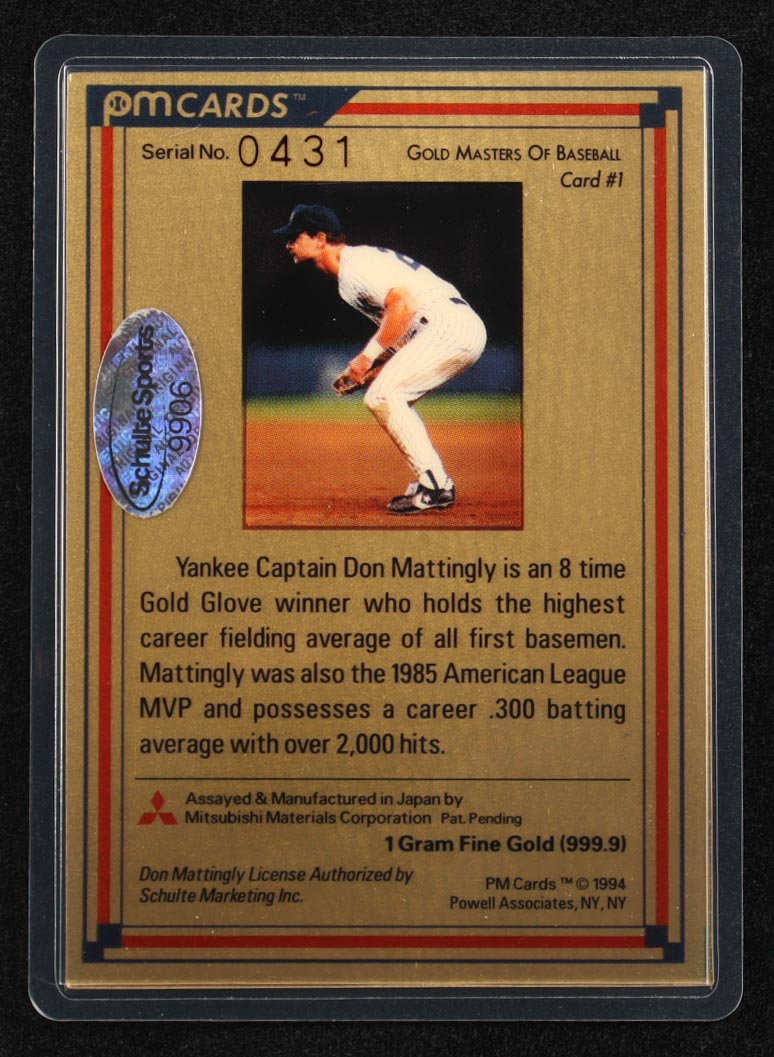 PMCARDS™
Serial No. 0431
GOLD MASTERS OF BASEBALL
Card #1
Schulte Sports
9906
Yankee Captain Don Mattingly is an 8 time
Gold Glove winner who holds the highest
career fielding average of all first basemen.
Mattingly was also the 1985 American League
MVP and possesses a career .300 batting
average with over 2,000 hits.
Assayed & Manufactured in Japan by
Mitsubishi Materials Corporation Pat. Pending
1 Gram Fine Gold (999.9)
Don Mattingly License Authorized by
Schulte Marketing Inc.
PM Cards ™ © 1994
Powell Associates, NY, NY